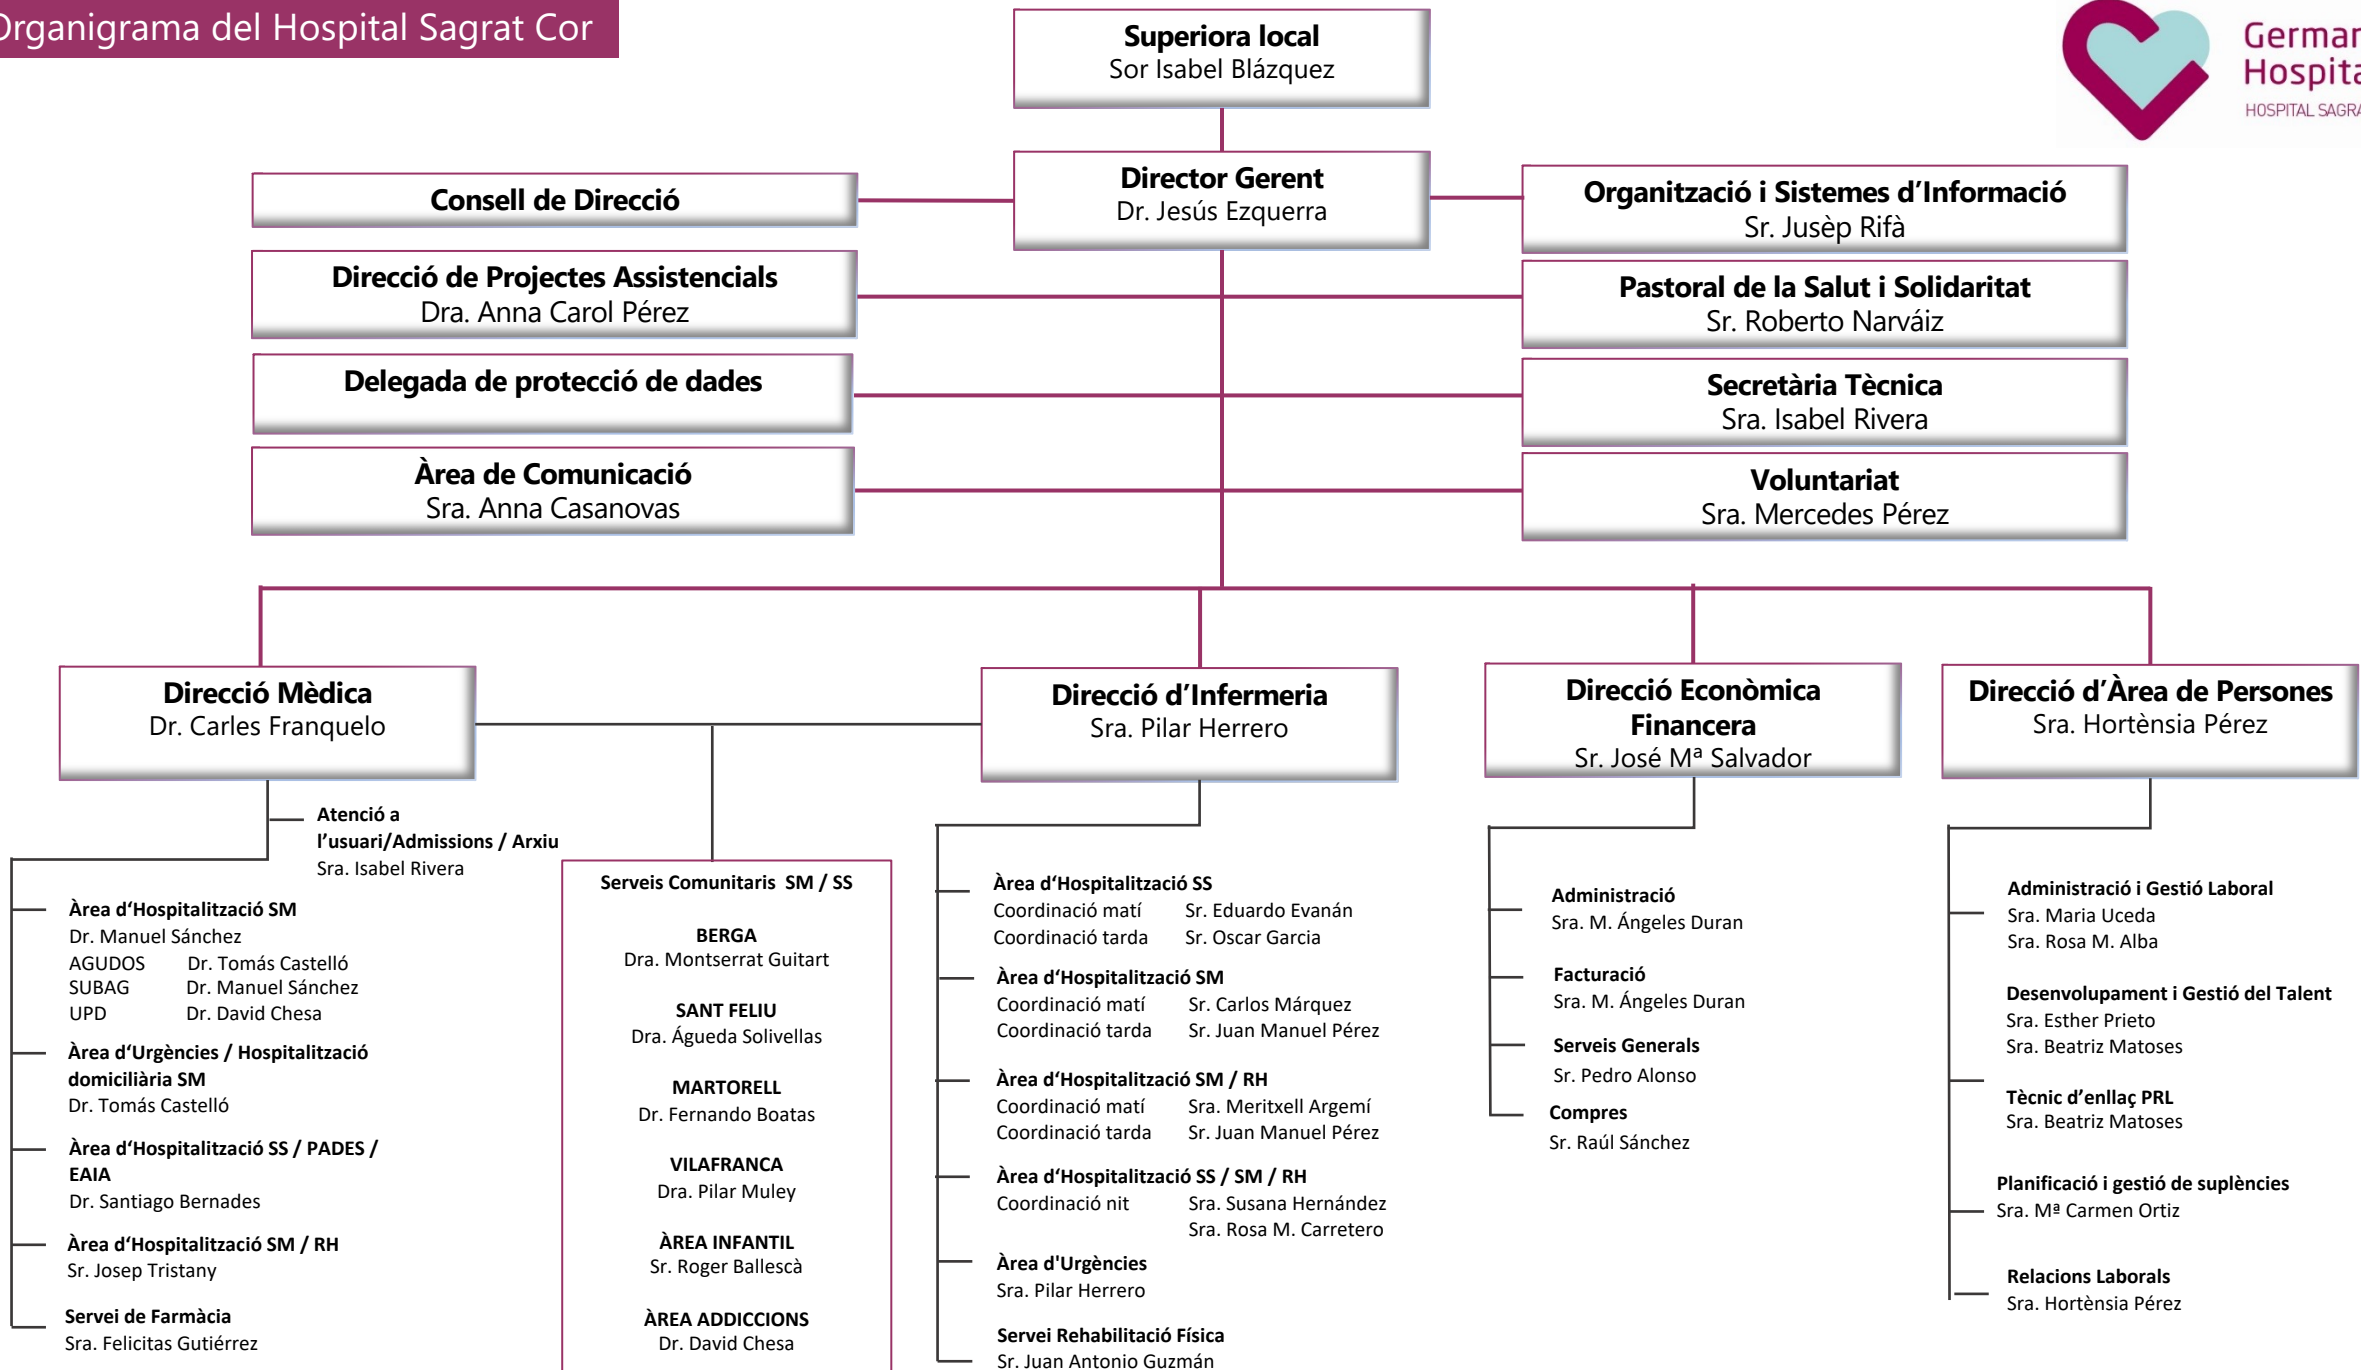 Organigrama del Hospital Sagrat Cor
Superiora local
Sor Isabel Blázquez
HOSPITAL
Director Gerent
Dr. Jesús Ezquerra
Consell de Direcció
Organització i Sistemes d’Informació
Sr. Jusèp Rifà
Direcció de Projectes Assistencials
Dra. Anna Carol Pérez
Pastoral de la Salut i Solidaritat
Sr. Roberto Narváiz
Delegada de protecció de dades
Secretària Tècnica
Sra. Isabel Rivera
Àrea de Comunicació
Sra. Anna Casanovas
Voluntariat
Sra. Mercedes Pérez
Direcció Mèdica
Dr. Carles Franquelo
Direcció d’Infermeria
Sra. Pilar Herrero
Direcció Econòmica
Financera
Sr. José Mª Salvador
Direcció d’Àrea de Persones
Sra. Hortènsia Pérez
Atenció a
l’usuari/Admissions / Arxiu
Sra. Isabel Rivera
Àrea d‘Hospitalització SM
Dr. Manuel Sánchez
AGUDOS Dr. Tomás Castelló
SUBAG Dr. Manuel Sánchez
UPD Dr. David Chesa
Àrea d‘Urgències / Hospitalització
domiciliària SM
Dr. Tomás Castelló
Àrea d‘Hospitalització SS / PADES /
EAIA
Dr. Santiago Bernades
Àrea d‘Hospitalització SM / RH
Sr. Josep Tristany
Servei de Farmàcia
Sra. Felicitas Gutiérrez
Serveis Comunitaris SM / SS
BERGA
Dra. Montserrat Guitart
SANT FELIU
Dra. Águeda Solivellas
MARTORELL
Dr. Fernando Boatas
VILAFRANCA
Dra. Pilar Muley
ÀREA INFANTIL
Sr. Roger Ballescà
ÀREA ADDICCIONS
Dr. David Chesa
Àrea d‘Hospitalització SS
Coordinació matí Sr. Eduardo Evanán
Coordinació tarda Sr. Oscar Garcia
Àrea d‘Hospitalització SM
Coordinació matí Sr. Carlos Márquez
Coordinació tarda Sr. Juan Manuel Pérez
Àrea d‘Hospitalització SM / RH
Coordinació matí Sra. Meritxell Argemí
Coordinació tarda Sr. Juan Manuel Pérez
Àrea d‘Hospitalització SS / SM / RH
Coordinació nit Sra. Susana Hernández
Sra. Rosa M. Carretero
Àrea d'Urgències
Sra. Pilar Herrero
Servei Rehabilitació Física
Sr. Juan Antonio Guzmán
Administració
Sra. M. Ángeles Duran
Facturació
Sra. M. Ángeles Duran
Serveis Generals
Sr. Pedro Alonso
Compres
Sr. Raúl Sánchez
Administració i Gestió Laboral
Sra. Maria Uceda
Sra. Rosa M. Alba
Desenvolupament i Gestió del Talent
Sra. Esther Prieto
Sra. Beatriz Matoses
Tècnic d’enllaç PRL
Sra. Beatriz Matoses
Planificació i gestió de suplències
Sra. Mª Carmen Ortiz
Relacions Laborals
Sra. Hortènsia Pérez